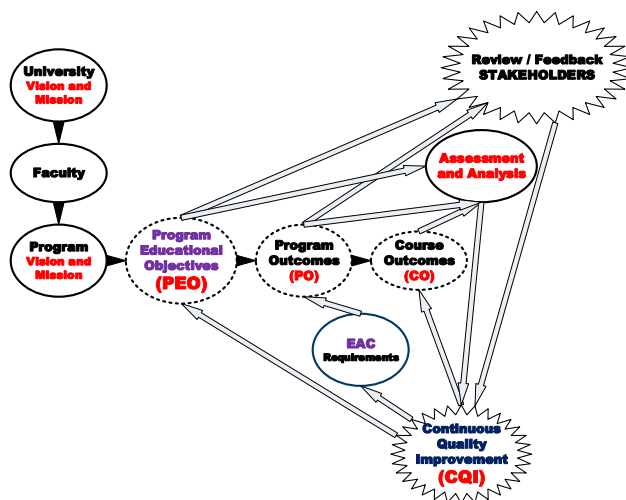 University
Vision and
Mission
Faculty
Program
Vision and
Mission
Program
Educational
Objectives
(PEO)
Program
Outcomes
(PO)
Course
Outcomes
(CO)
Review / Feedback
STAKEHOLDERS
Assessment
and Analysis
EAC
Requirements
Continuous
Quality
Improvement
(CQI)